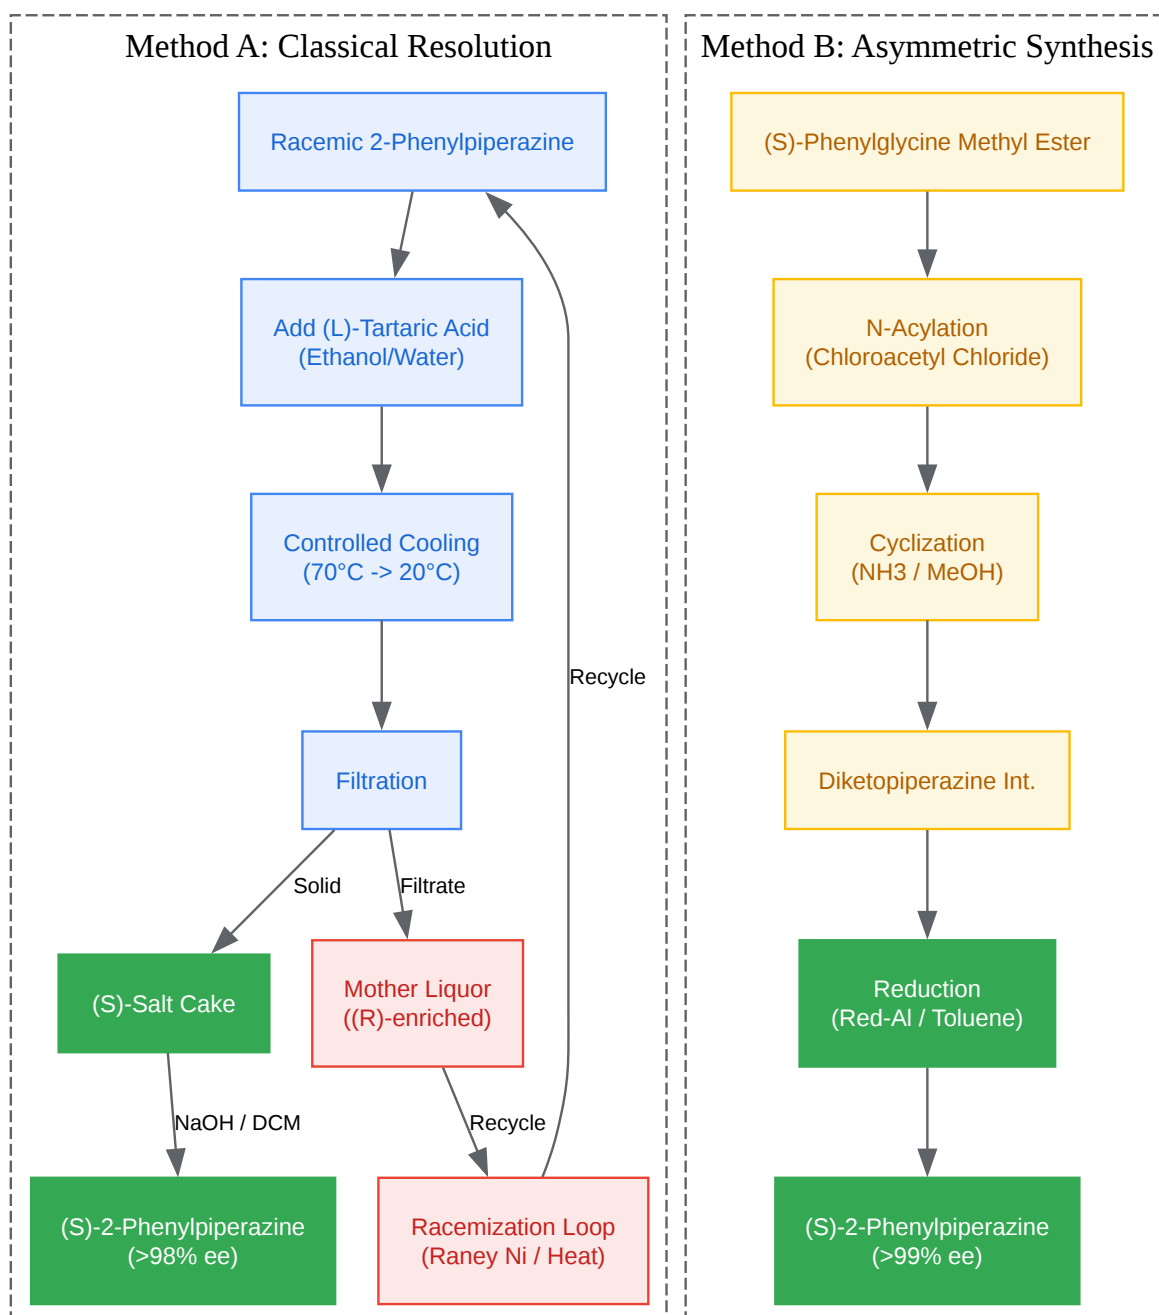 Method A: Classical Resolution
Racemic 2-Phenylpiperazine
Add (L)-Tartaric Acid
(Ethanol/Water)
Controlled Cooling
(70°C -> 20°C)
Recycle
Filtration
Solid
Filtrate
(S)-Salt Cake
Mother Liquor
((R)-enriched)
NaOH / DCM
Recycle
(S)-2-Phenylpiperazine
(>98% ee)
Racemization Loop
(Raney Ni / Heat)
Method B: Asymmetric Synthesis
(S)-Phenylglycine Methyl Ester
N-Acylation
(Chloroacetyl Chloride)
Cyclization
(NH3 / MeOH)
Diketopiperazine Int.
Reduction
(Red-Al / Toluene)
(S)-2-Phenylpiperazine
(>99% ee)